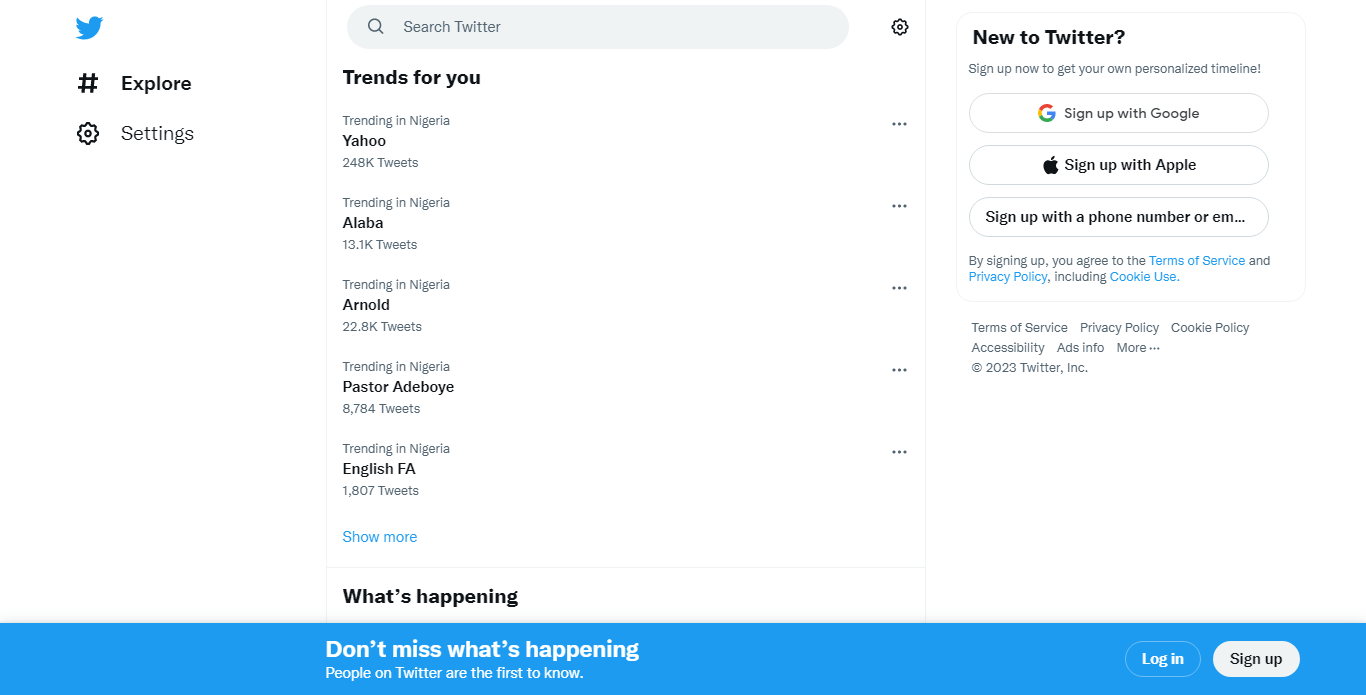 Search Twitter
Explore
Settings
Trends for you
Trending in Nigeria
Yahoo
248K Tweets
Trending in Nigeria
Alaba
13.1K Tweets
Trending in Nigeria
Arnold
22.8K Tweets
Trending in Nigeria
Pastor Adeboye
8,784 Tweets
Trending in Nigeria
English FA
1,807 Tweets
Show more
What’s happening
New to Twitter?
Sign up now to get your own personalized timeline!
Sign up with Google
Sign up with Apple
Sign up with a phone number or em...
By signing up, you agree to the Terms of Service and
Privacy Policy, including Cookie Use.
Terms of Service Privacy Policy Cookie Policy
Accessibility Ads info More ···
© 2023 Twitter, Inc.
Don’t miss what’s happening
People on Twitter are the first to know.
Log in
Sign up